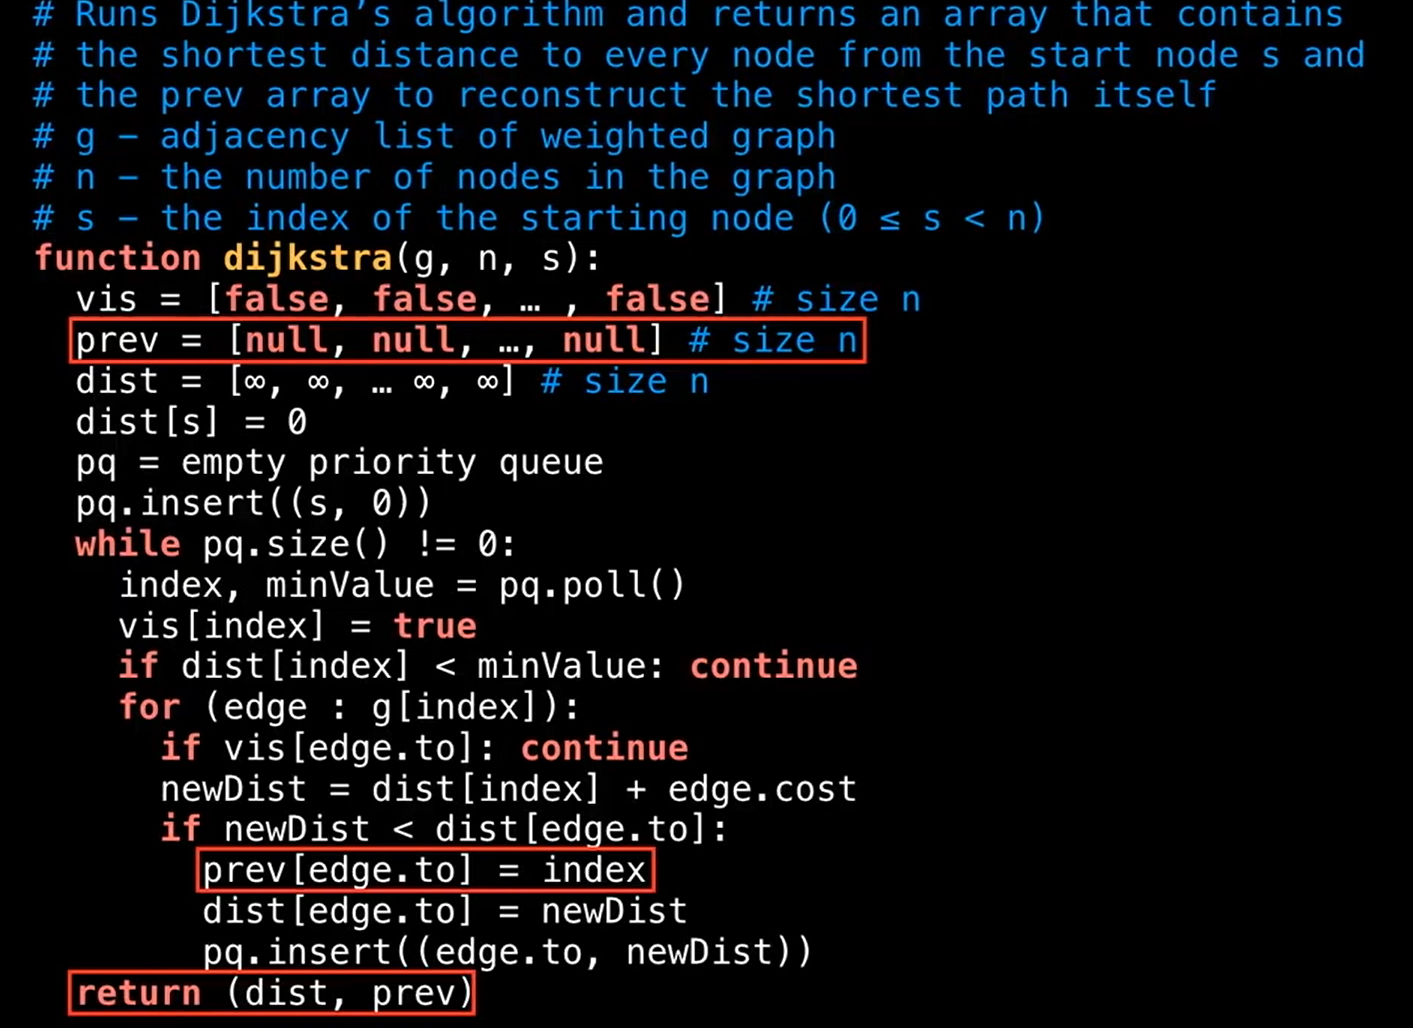 # Runs Dijkstra’s algorithm and returns an array that contains
# the shortest distance to every node from the start node s and
# the prev array to reconstruct the shortest path itself
# g – adjacency list of weighted graph
# n – the number of nodes in the graph
# s – the index of the starting node (0 ≤ s < n)
function dijkstra(g, n, s):
  vis = [false, false, … , false] # size n
  prev = [null, null, …, null] # size n
  dist = [∞, ∞, … ∞, ∞] # size n
  dist[s] = 0
  pq = empty priority queue
  pq.insert((s, 0))
  while pq.size() != 0:
    index, minValue = pq.poll()
    vis[index] = true
    if dist[index] < minValue: continue
    for (edge : g[index]):
      if vis[edge.to]: continue
      newDist = dist[index] + edge.cost
      if newDist < dist[edge.to]:
        prev[edge.to] = index
        dist[edge.to] = newDist
        pq.insert((edge.to, newDist))
  return (dist, prev)